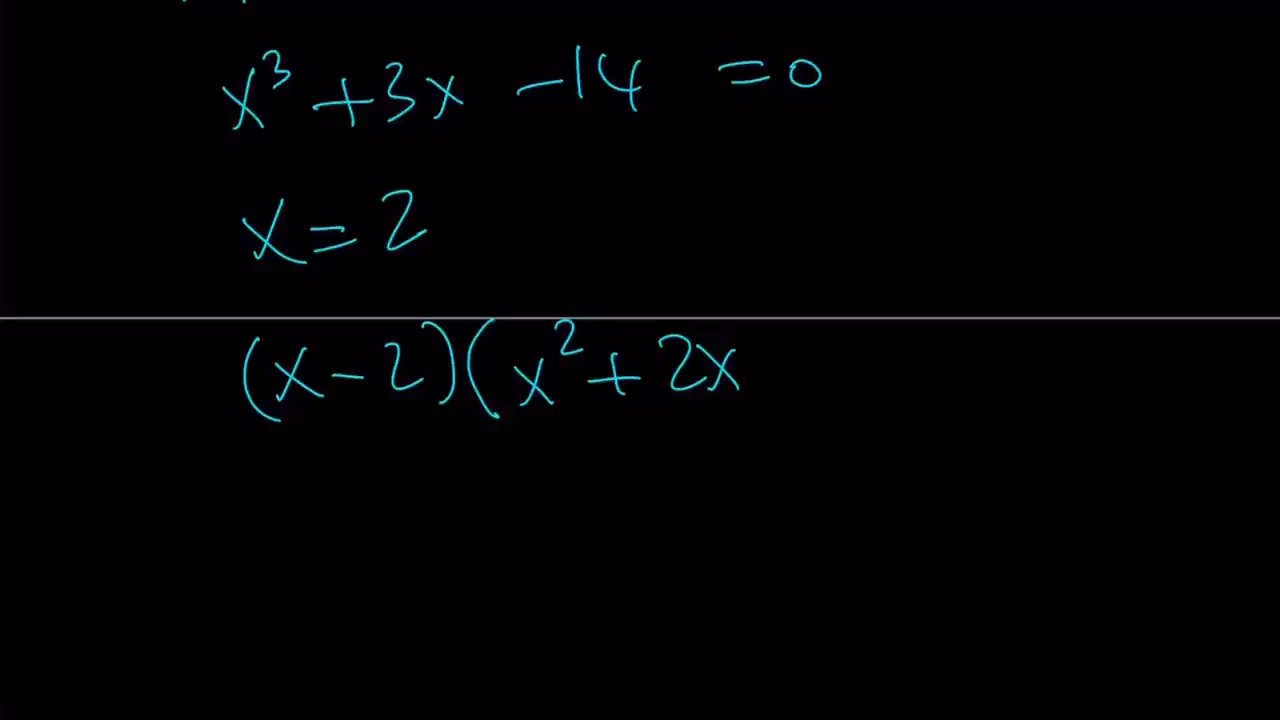 x³ + 3x - 14 = 0
x = 2
(x - 2)(x² + 2x